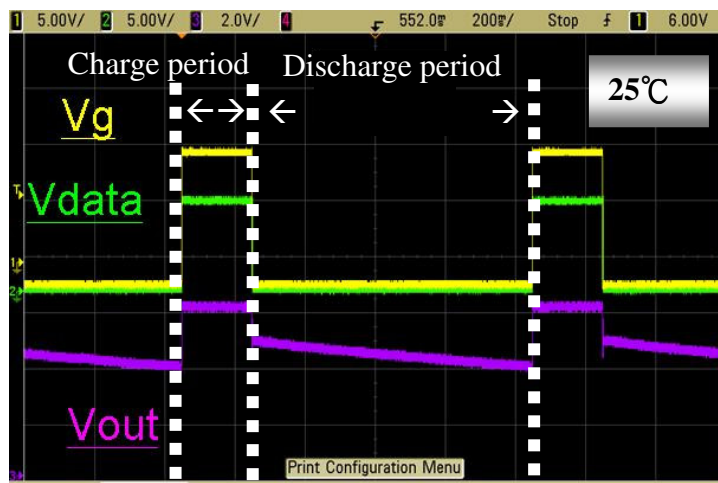 1 5.00V/ 2 5.00V/ 3 2.0V/ 4 552.0▯ 200▯/ Stop 1 6.00V
Charge period Discharge period
25℃
Vg
Vdata
Vout
Print Configuration Menu